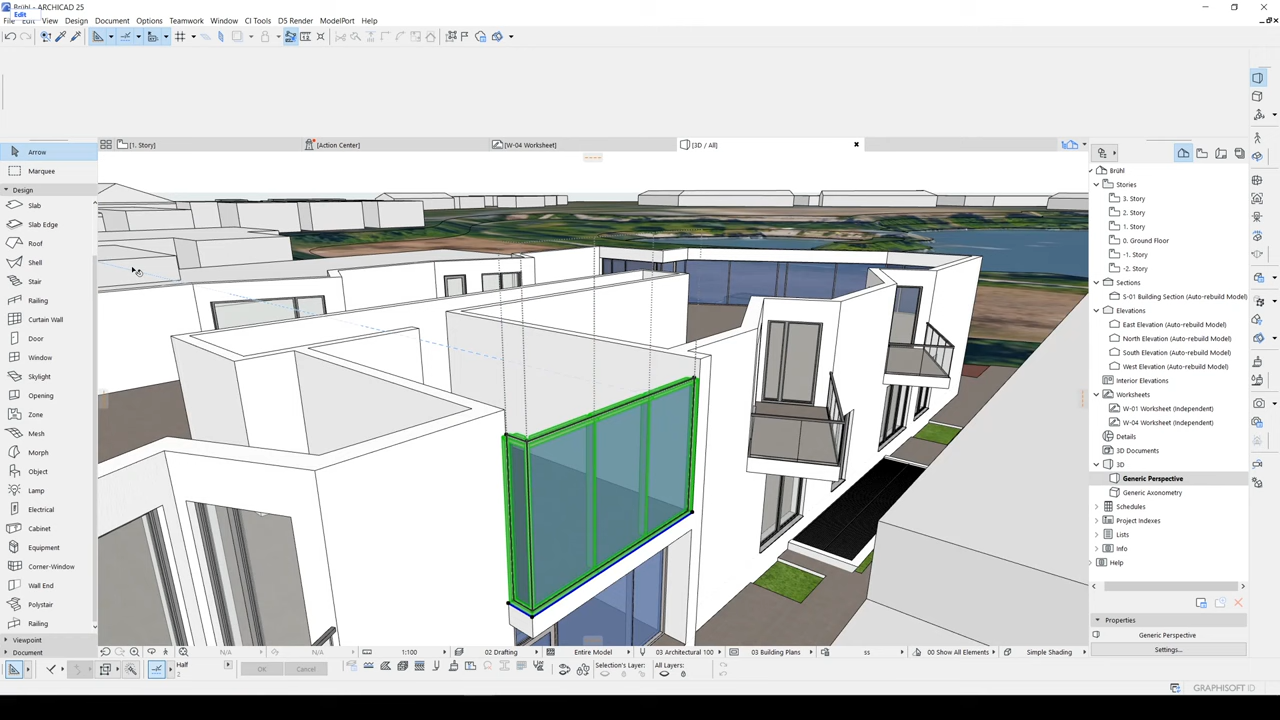 Brühl - ARCHICAD 25
File Edit View Design Document Options Teamwork Window CI Tools D5 Render ModelPort Help
Edit
[1. Story]
[Action Center]
[W-04 Worksheet]
[3D / All]
Arrow
Marquee
Design
Slab
Slab Edge
Roof
Shell
Stair
Railing
Curtain Wall
Door
Window
Skylight
Opening
Zone
Mesh
Morph
Object
Lamp
Electrical
Cabinet
Equipment
Corner-Window
Wall End
Polystair
Railing
Viewpoint
Document
Brühl
Stories
3. Story
2. Story
1. Story
0. Ground Floor
-1. Story
-2. Story
Sections
S-01 Building Section (Auto-rebuild Model)
Elevations
East Elevation (Auto-rebuild Model)
North Elevation (Auto-rebuild Model)
South Elevation (Auto-rebuild Model)
West Elevation (Auto-rebuild Model)
Interior Elevations
Worksheets
W-01 Worksheet (Independent)
W-04 Worksheet (Independent)
Details
3D Documents
3D
Generic Perspective
Generic Axonometry
Schedules
Project Indexes
Lists
Info
Help
Properties
Generic Perspective
Settings...
N/A N/A 1:100 02 Drafting Entire Model 03 Architectural 100 03 Building Plans ss 00 Show All Elements Simple Shading
Half
2
OK Cancel
Selection's Layer: All Layers:
GRAPHISOFT ID